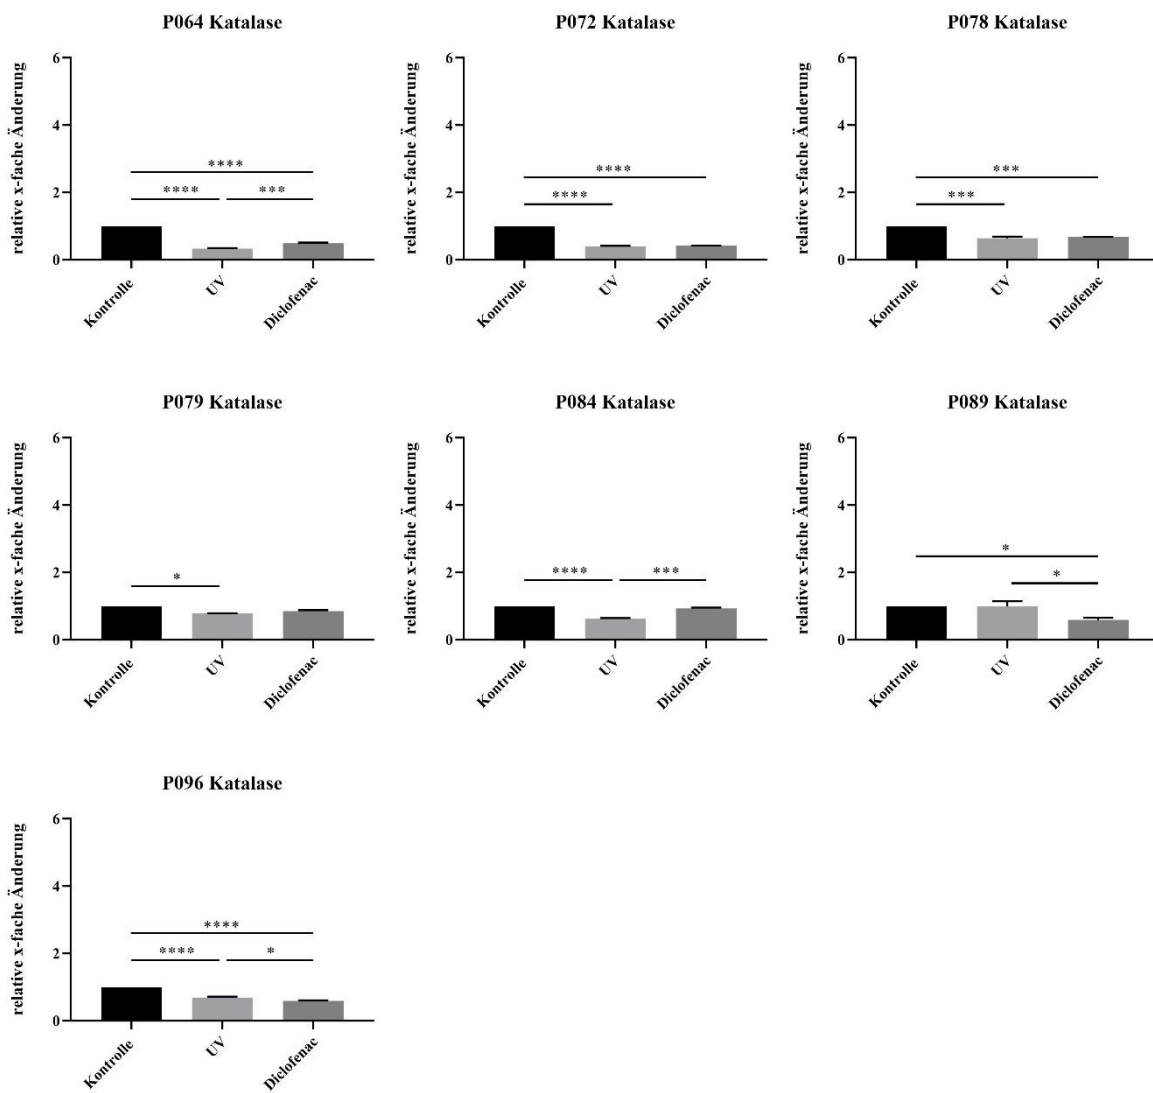 P064 Katalase
relative x-fache Änderung
6
4
2
0
****
****
***
Kontrolle
UV
Diclofenac
P072 Katalase
relative x-fache Änderung
6
4
2
0
****
****
Kontrolle
UV
Diclofenac
P078 Katalase
relative x-fache Änderung
6
4
2
0
***
***
Kontrolle
UV
Diclofenac
P079 Katalase
relative x-fache Änderung
6
4
2
0
*
Kontrolle
UV
Diclofenac
P084 Katalase
relative x-fache Änderung
6
4
2
0
****
***
Kontrolle
UV
Diclofenac
P089 Katalase
relative x-fache Änderung
6
4
2
0
*
*
Kontrolle
UV
Diclofenac
P096 Katalase
relative x-fache Änderung
6
4
2
0
****
****
*
Kontrolle
UV
Diclofenac